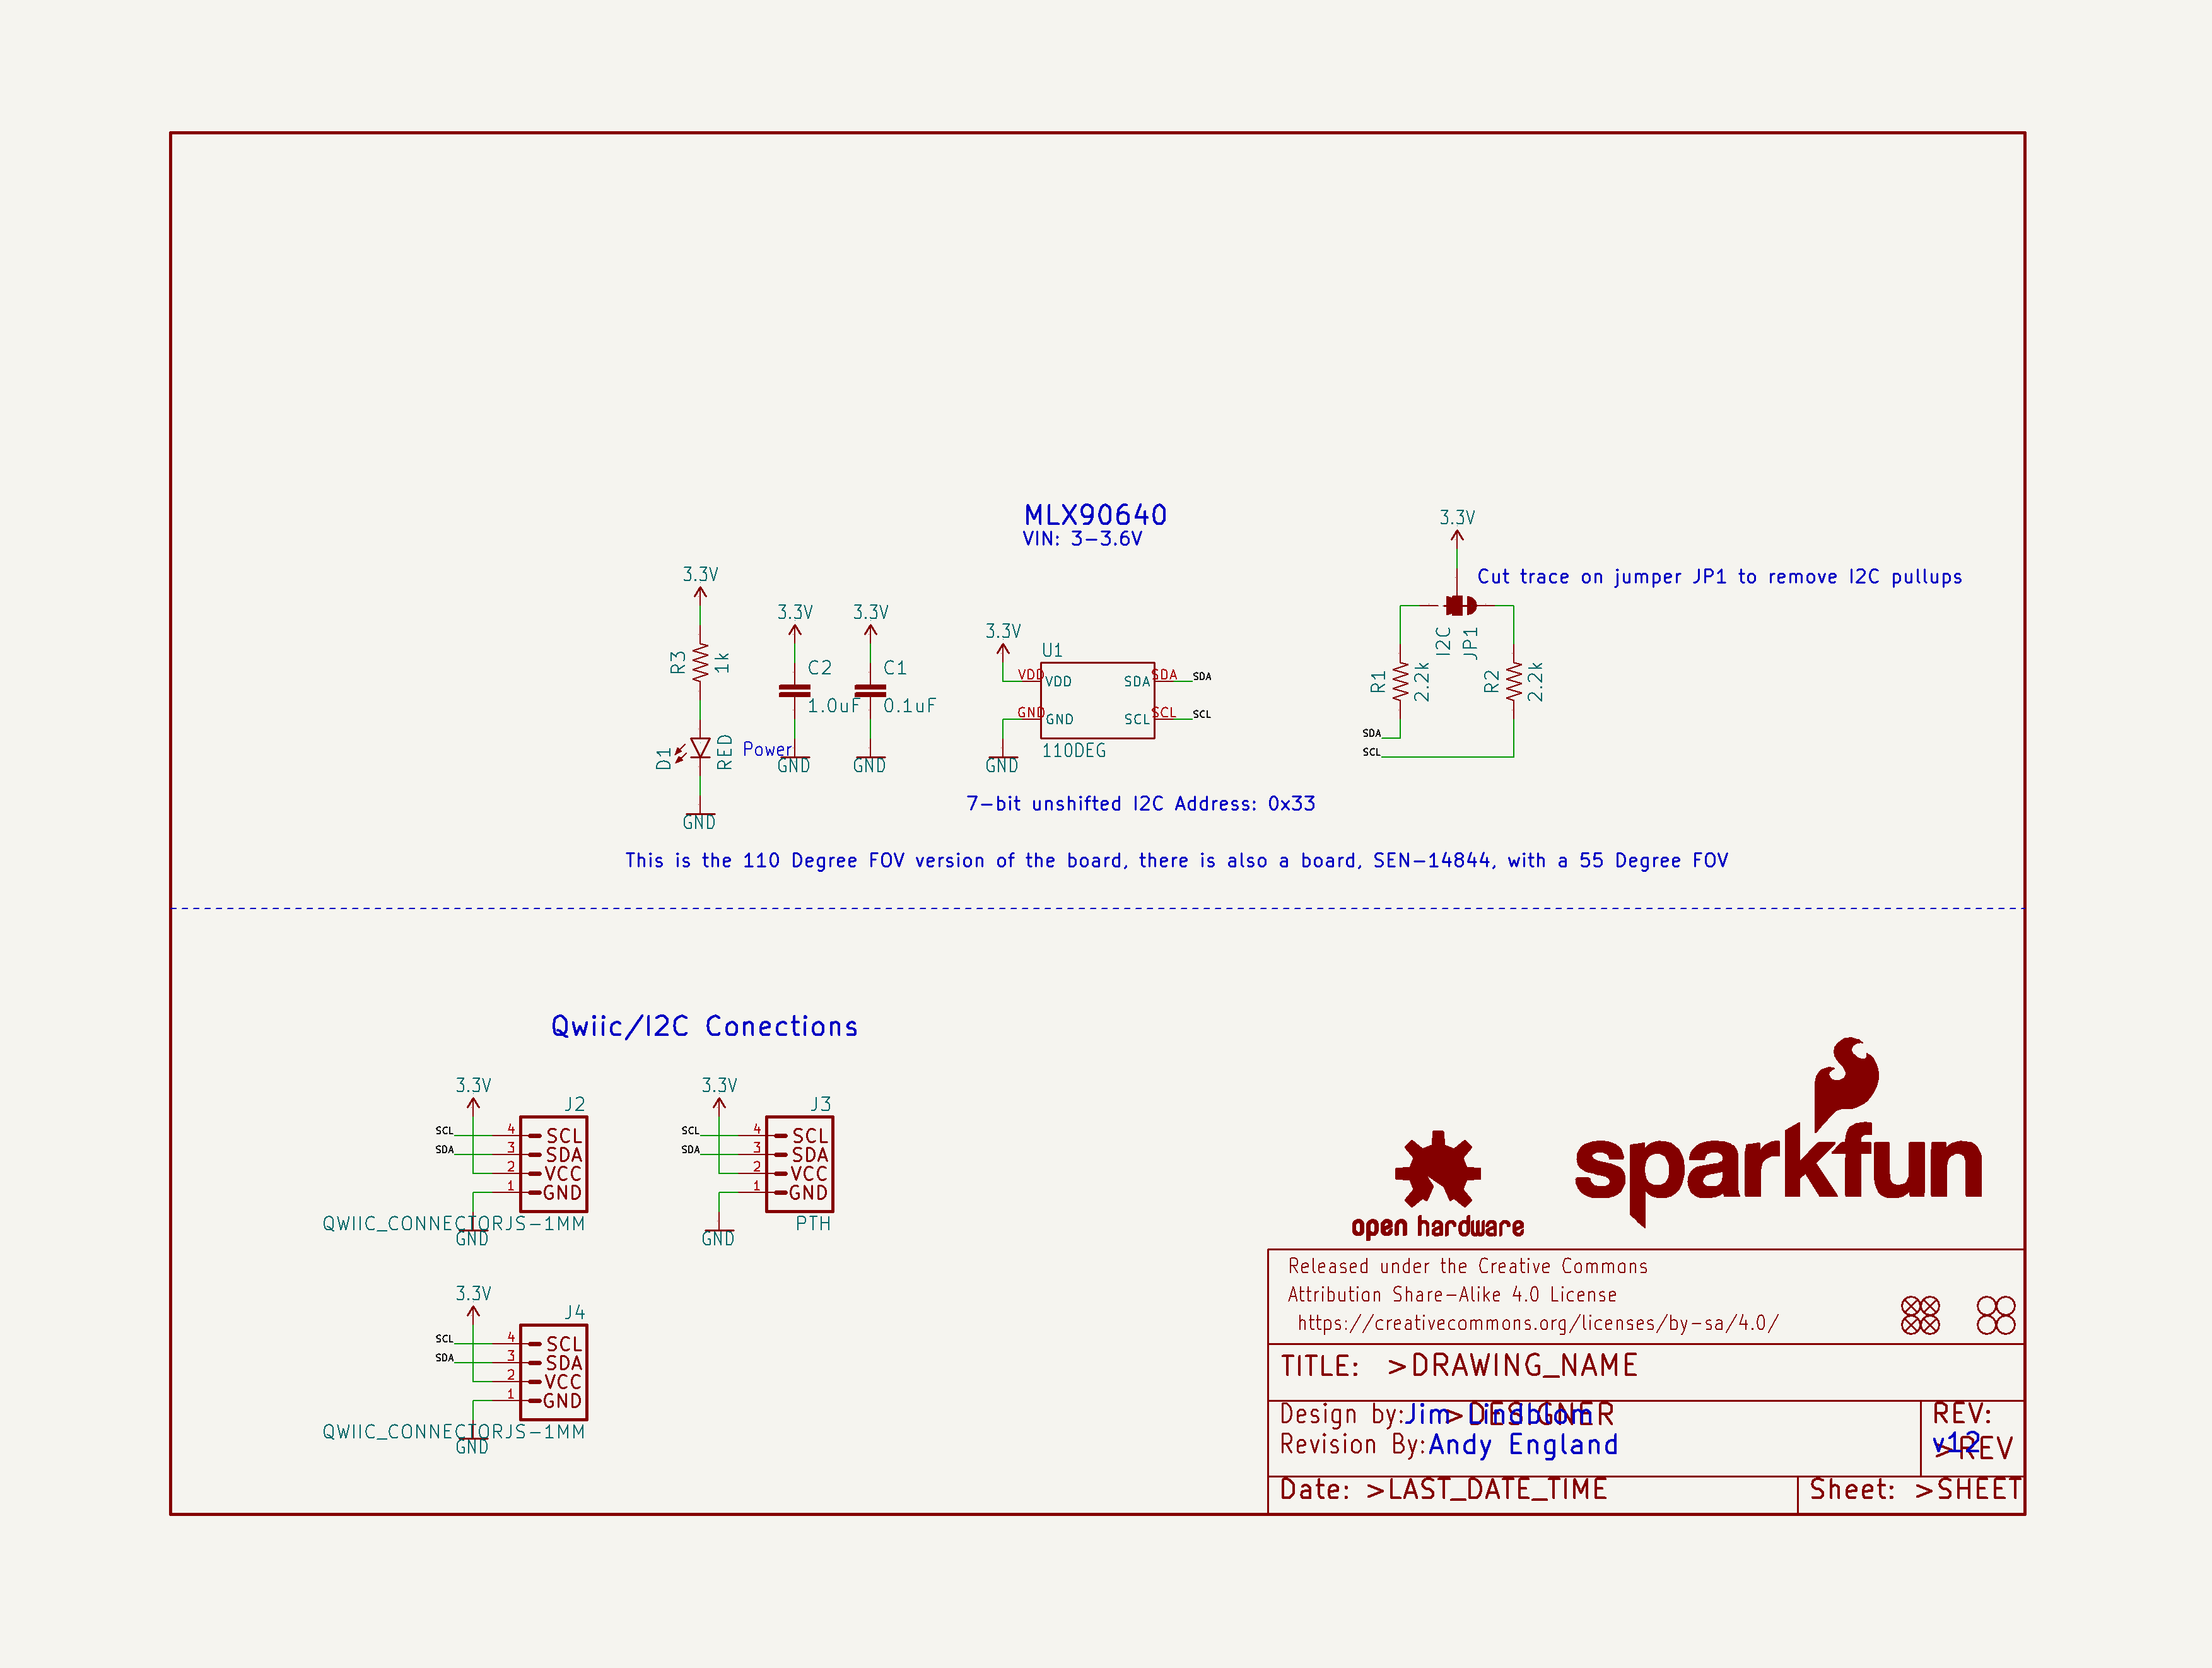 MLX90640
VIN: 3-3.6V
3.3V
R3
1k
D1
RED
Power
GND
3.3V
C2
1.0uF
GND
3.3V
C1
0.1uF
GND
3.3V
U1
VDD
VDD
GND
GND
SDA
SDA
SDA
SCL
SCL
SCL
110DEG
GND
3.3V
Cut trace on jumper JP1 to remove I2C pullups
I2C
JP1
R1
2.2k
R2
2.2k
SDA
SCL
7-bit unshifted I2C Address: 0x33
This is the 110 Degree FOV version of the board, there is also a board, SEN-14844, with a 55 Degree FOV
Qwiic/I2C Conections
3.3V
J2
SCL 4 SCL
SDA 3 SDA
2 VCC
1 GND
QWIIC_CONNECTORJS-1MM
GND
3.3V
J3
SCL 4 SCL
SDA 3 SDA
2 VCC
1 GND
PTH
GND
3.3V
J4
SCL 4 SCL
SDA 3 SDA
2 VCC
1 GND
QWIIC_CONNECTORJS-1MM
GND
open hardware
sparkfun
Released under the Creative Commons
Attribution Share-Alike 4.0 License
https://creativecommons.org/licenses/by-sa/4.0/
TITLE: >DRAWING_NAME
Design by: Jim Lindblom >DESIGNER
Revision By: Andy England
REV:
v12
>REV
Date: >LAST_DATE_TIME
Sheet: >SHEET